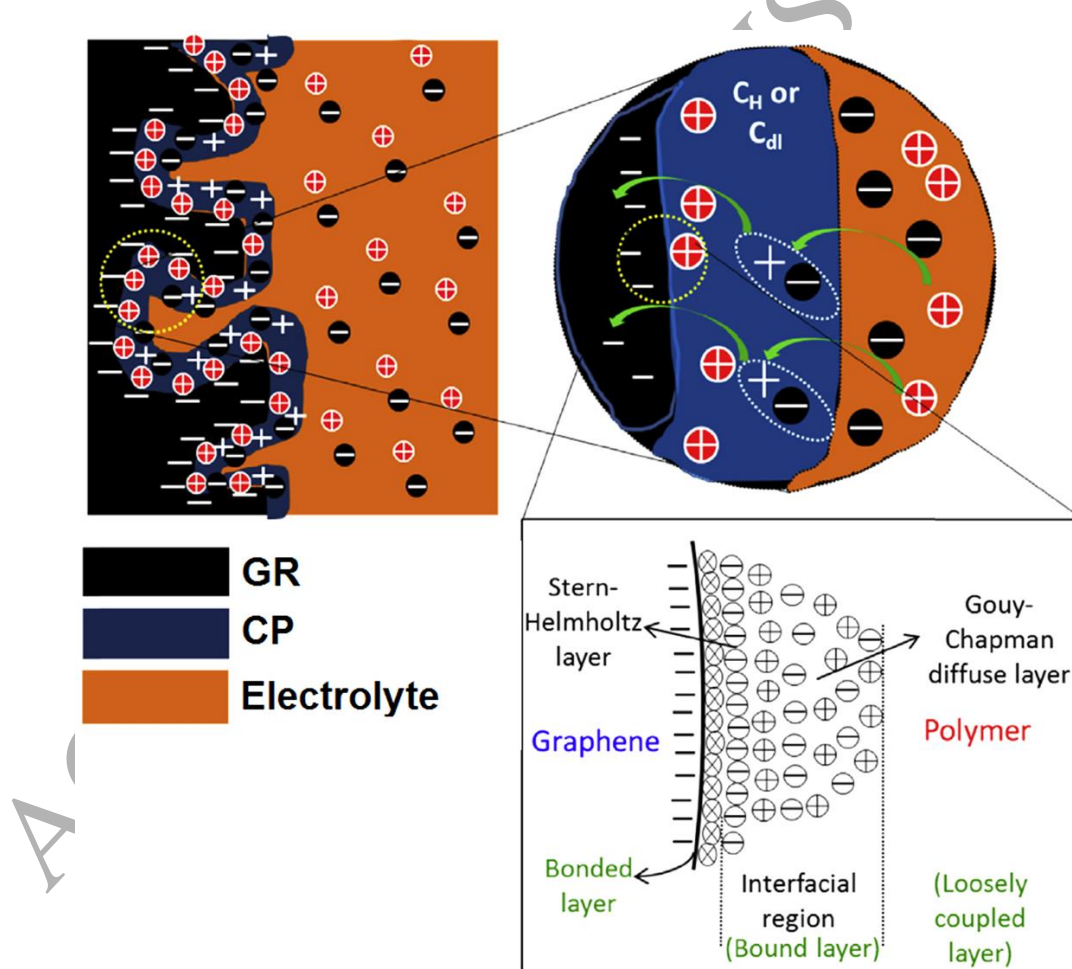 C_H or
C_dl
GR
CP
Electrolyte
Stern-
Helmholtz
layer
Gouy-
Chapman
diffuse layer
Graphene
Polymer
Bonded
layer
Interfacial
region
(Bound layer)
(Loosely
coupled
layer)